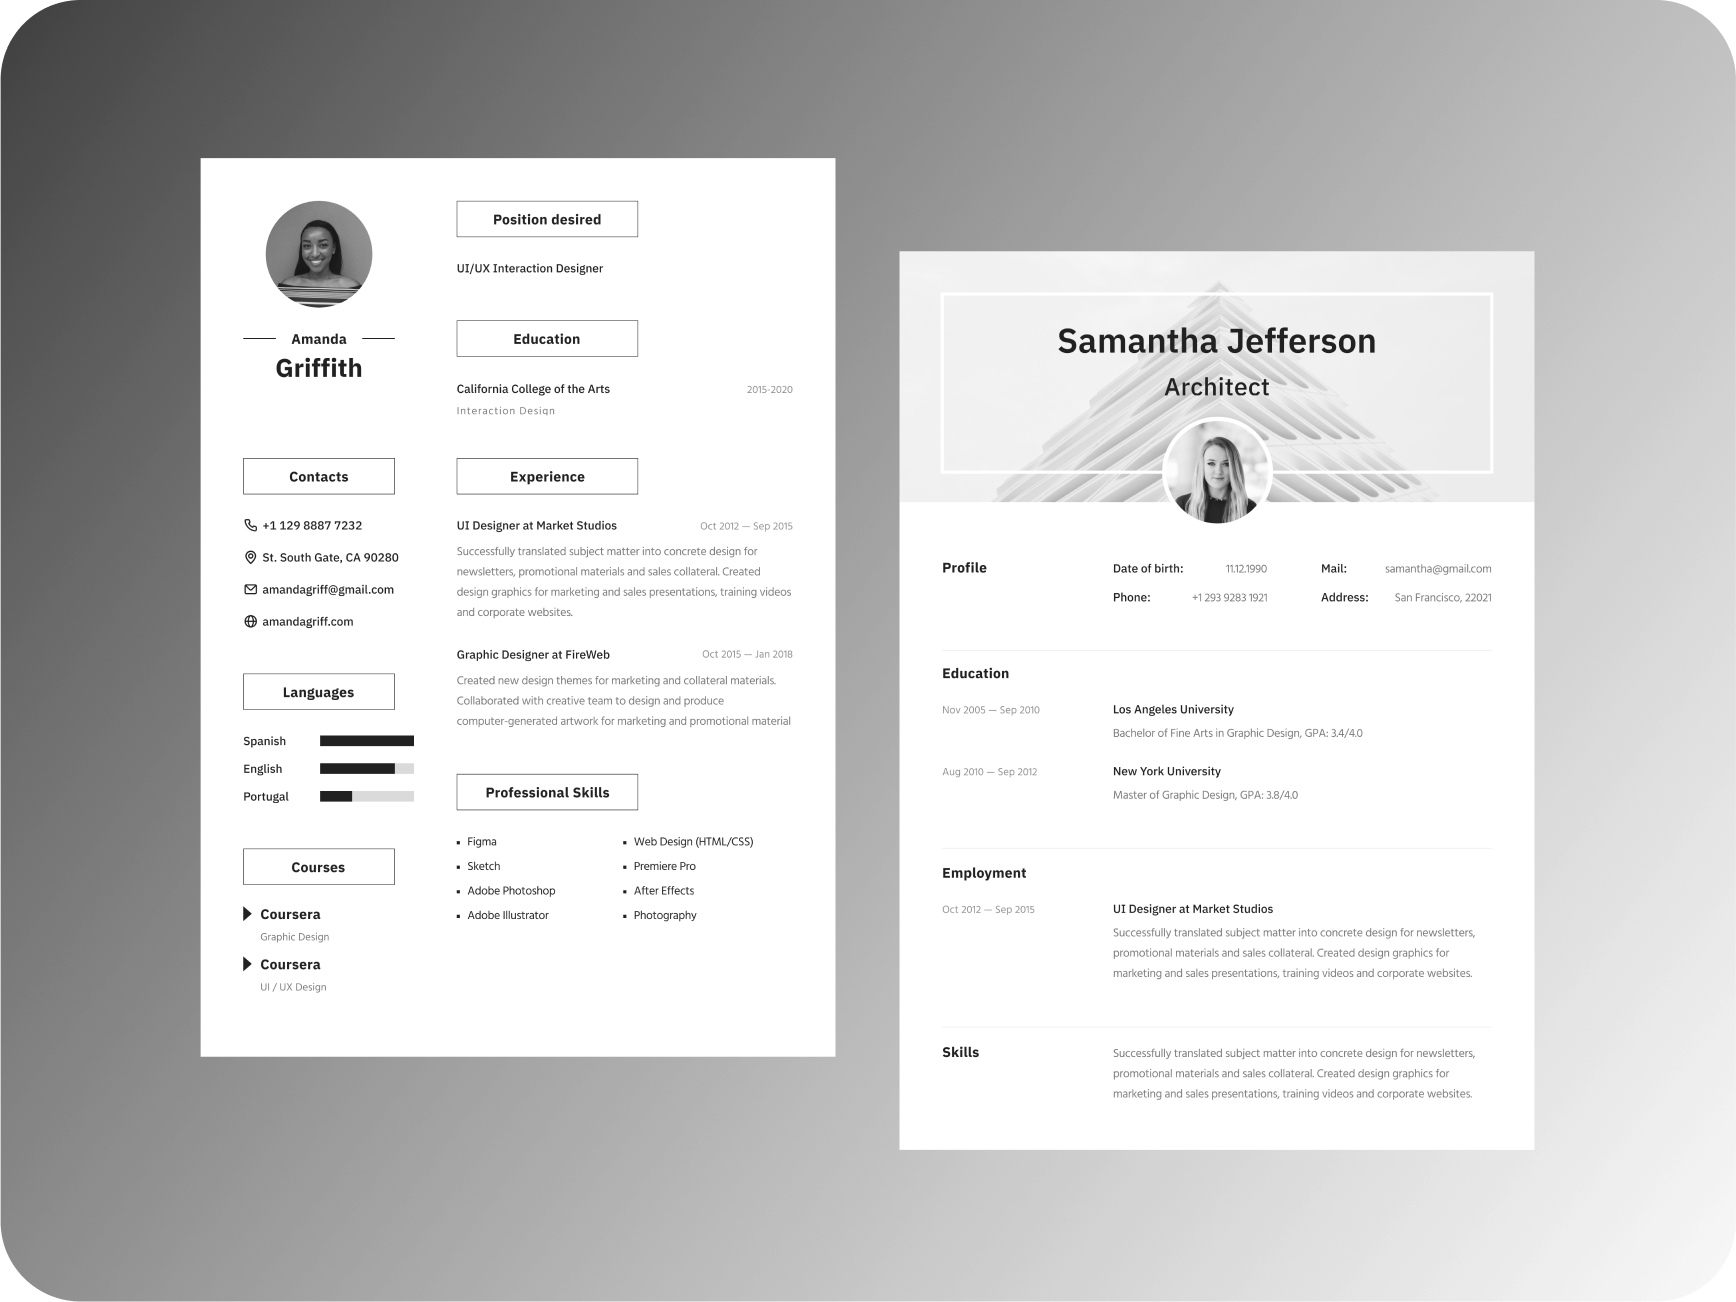 Amanda
Griffith
Contacts
+1 129 8887 7232
St. South Gate, CA 90280
amandagriff@gmail.com
amandagriff.com
Languages
Spanish
English
Portugal
Courses
Coursera
Graphic Design
Coursera
UI / UX Design
Position desired
UI/UX Interaction Designer
Education
California College of the Arts 2015-2020
Interaction Design
Experience
UI Designer at Market Studios Oct 2012 — Sep 2015
Successfully translated subject matter into concrete design for
newsletters, promotional materials and sales collateral. Created
design graphics for marketing and sales presentations, training videos
and corporate websites.
Graphic Designer at FireWeb Oct 2015 — Jan 2018
Created new design themes for marketing and collateral materials.
Collaborated with creative team to design and produce
computer-generated artwork for marketing and promotional material
Professional Skills
Figma
Sketch
Adobe Photoshop
Adobe Illustrator
Web Design (HTML/CSS)
Premiere Pro
After Effects
Photography
Samantha Jefferson
Architect
Profile
Date of birth: 11.12.1990
Phone: +1 293 9283 1921
Mail: samantha@gmail.com
Address: San Francisco, 22021
Education
Nov 2005 — Sep 2010 Los Angeles University
Bachelor of Fine Arts in Graphic Design, GPA: 3.4/4.0
Aug 2010 — Sep 2012 New York University
Master of Graphic Design, GPA: 3.8/4.0
Employment
Oct 2012 — Sep 2015 UI Designer at Market Studios
Successfully translated subject matter into concrete design for newsletters,
promotional materials and sales collateral. Created design graphics for
marketing and sales presentations, training videos and corporate websites.
Skills
Successfully translated subject matter into concrete design for newsletters,
promotional materials and sales collateral. Created design graphics for
marketing and sales presentations, training videos and corporate websites.